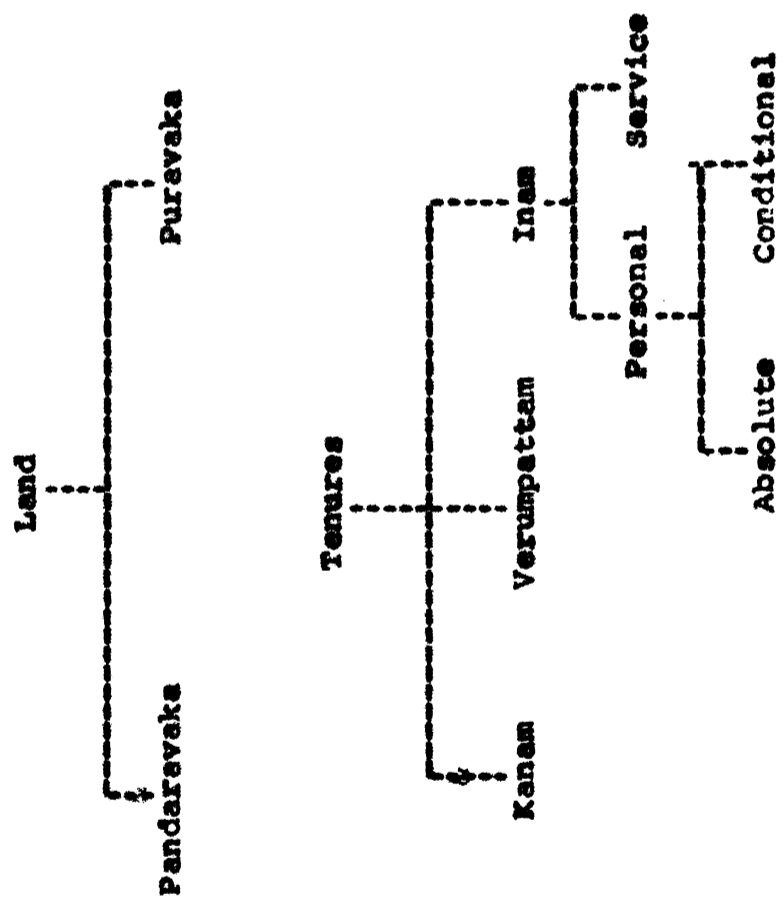 Land
Pandaravaka Puravaka
Tenures
Kanam Verumpattam Inam
Personal Service
Absolute Conditional